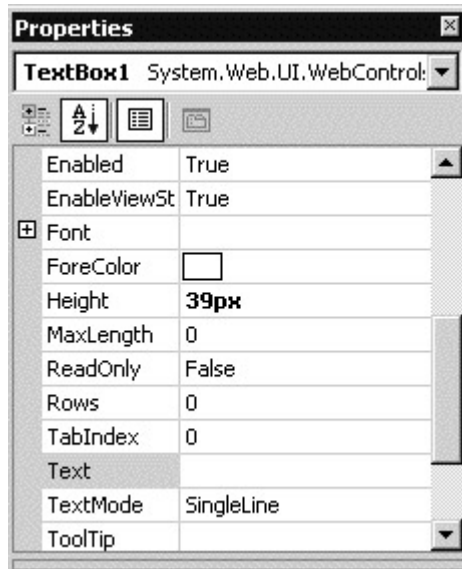 Properties
TextBox1 System.Web.UI.WebControl:
A
Z
Enabled True
EnableViewSt True
Font
ForeColor
Height 39px
MaxLength 0
ReadOnly False
Rows 0
TabIndex 0
Text
TextMode SingleLine
ToolTip